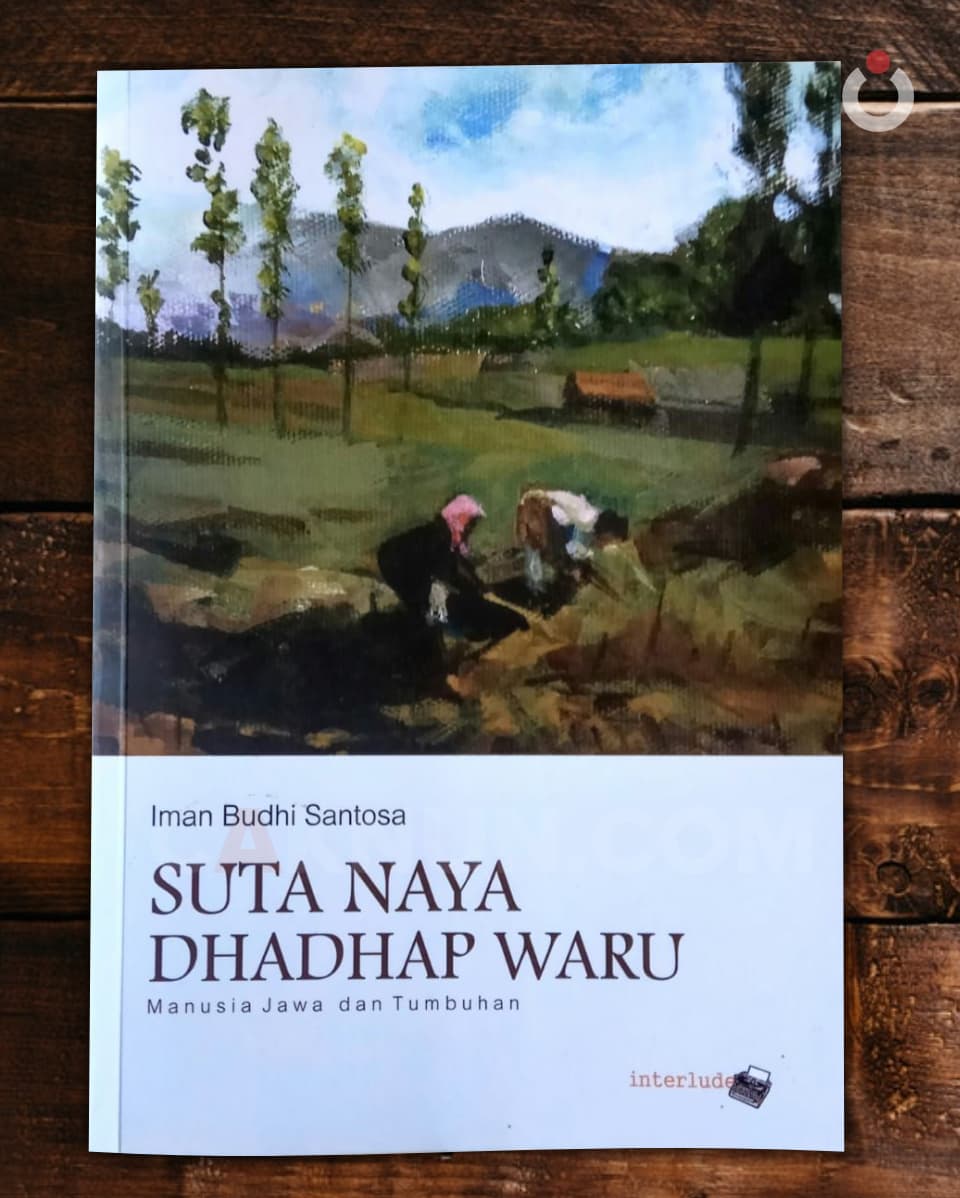 Iman Budhi Santosa
SUTA NAYA
DHADHAP WARU
Manusia Jawa dan Tumbuhan
interlude